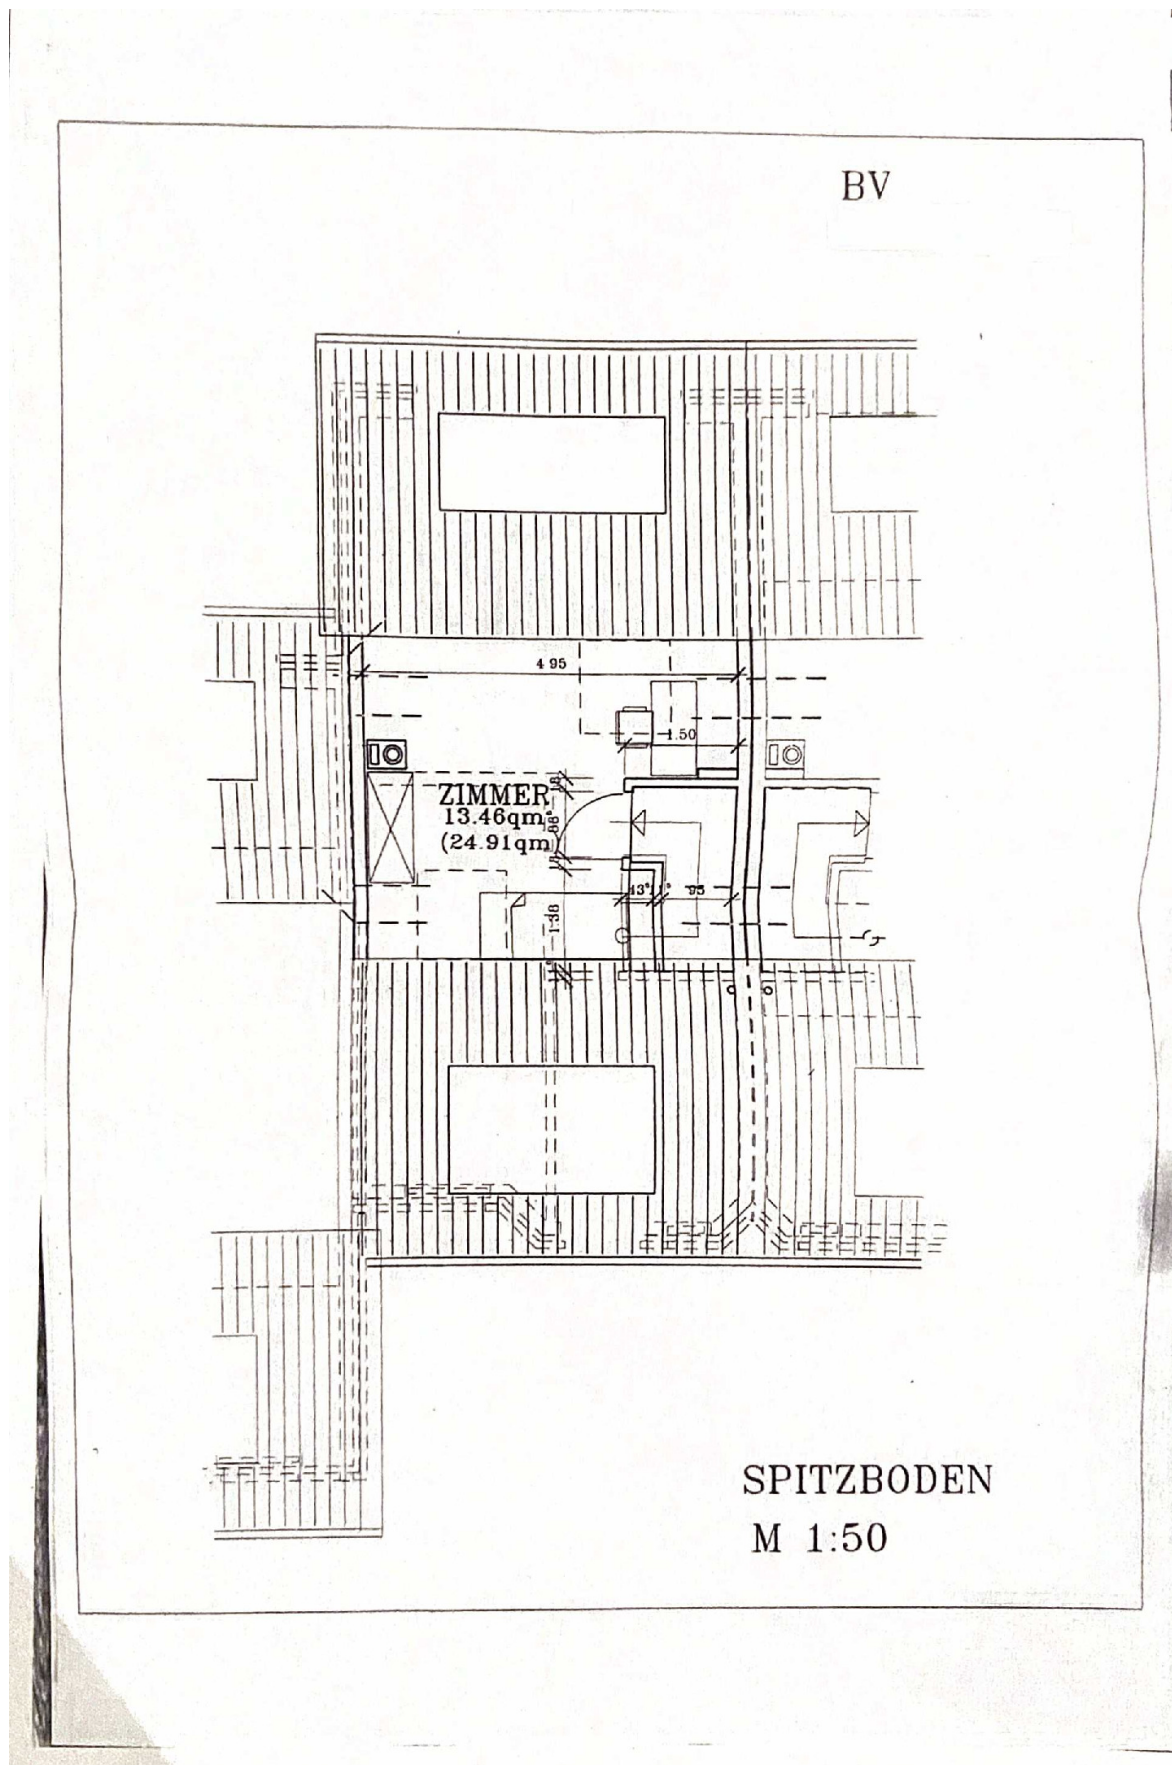 BV
4 95
1.50
ZIMMER
13.46qm
(24.91qm)
95
1.38
SPITZBODEN
M 1:50